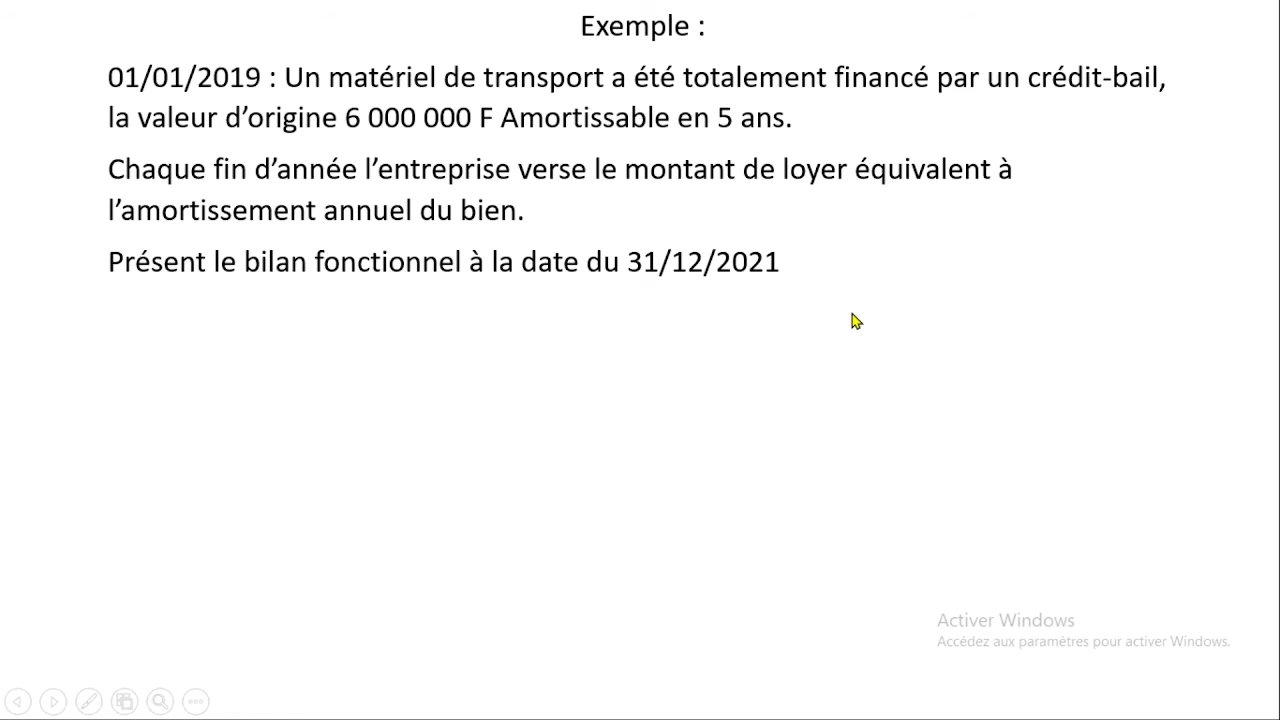 Exemple :
01/01/2019 : Un matériel de transport a été totalement financé par un crédit-bail,
la valeur d’origine 6 000 000 F Amortissable en 5 ans.
Chaque fin d’année l’entreprise verse le montant de loyer équivalent à
l’amortissement annuel du bien.
Présent le bilan fonctionnel à la date du 31/12/2021
Activer Windows
Accédez aux paramètres pour activer Windows.